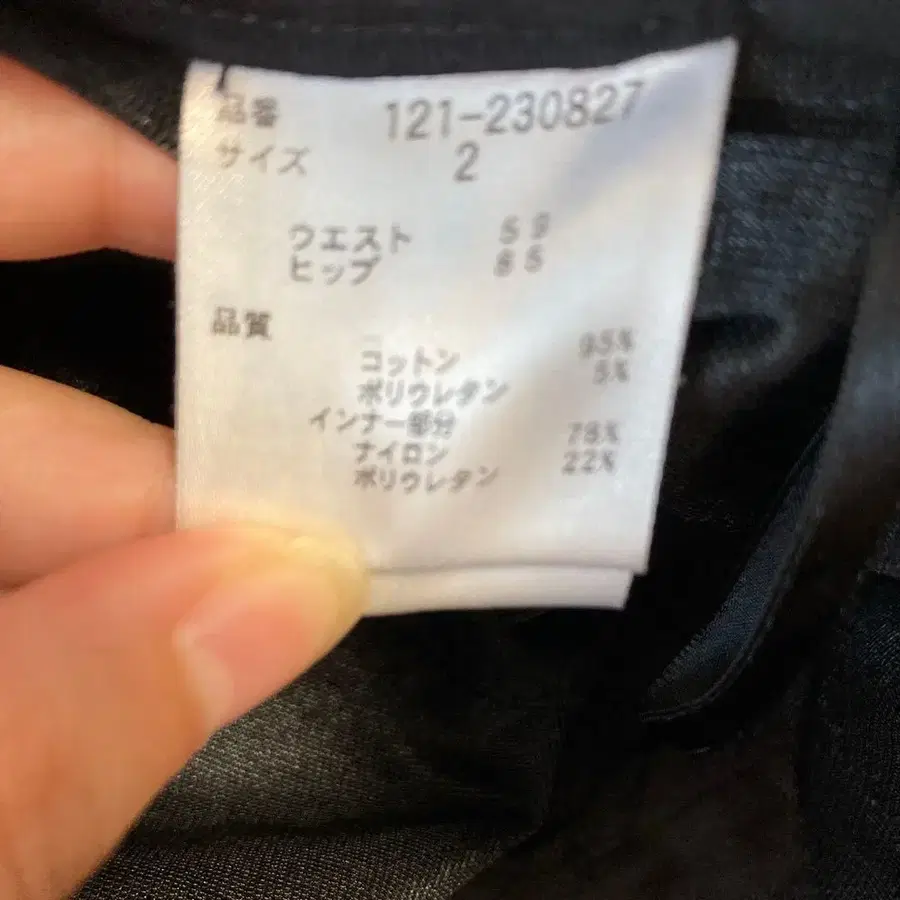 品番 121-230827
サイズ 2
ウエスト 59
ヒップ 85
品質
コットン 95%
ポリウレタン 5%
インナー部分
ナイロン 78%
ポリウレタン 22%